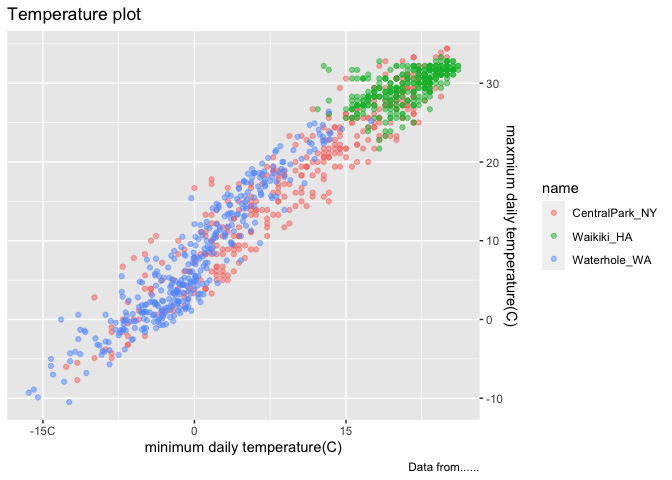 Temperature plot
30
20
10
0
-10
maxmium daily temperature(C)
-15C
0
15
minimum daily temperature(C)
Data from......
name
CentralPark_NY
Waikiki_HA
Waterhole_WA